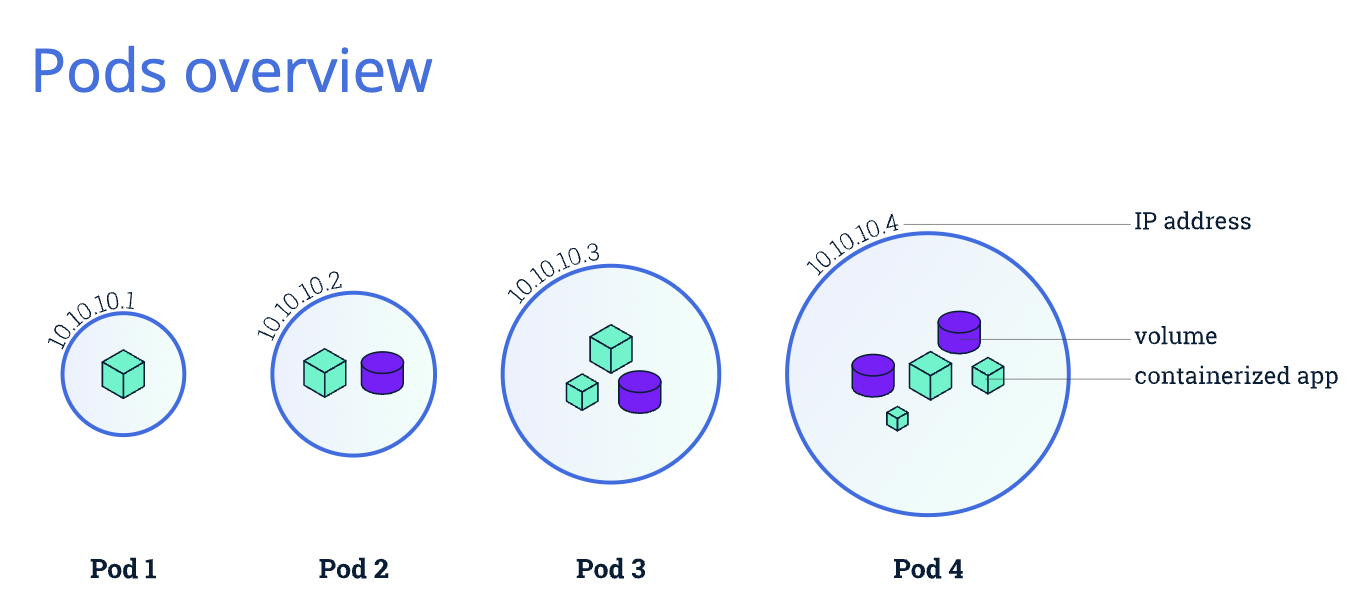 Pods overview
10.10.10.1
10.10.10.2
10.10.10.3
10.10.10.4
IP address
volume
containerized app
Pod 1
Pod 2
Pod 3
Pod 4